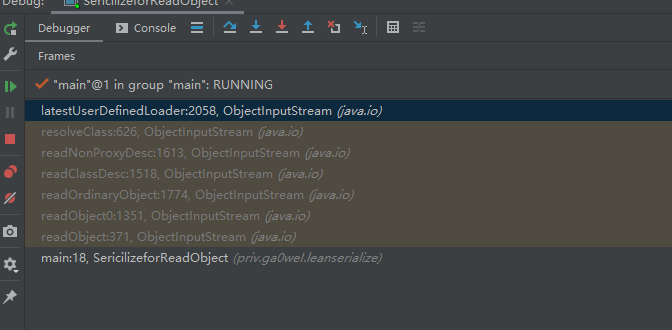 Debug: SericilizeforReadObject ×
Debugger Console
Frames
"main"@1 in group "main": RUNNING
latestUserDefinedLoader:2058, ObjectInputStream (java.io)
resolveClass:626, ObjectInputStream (java.io)
readNonProxyDesc:1613, ObjectInputStream (java.io)
readClassDesc:1518, ObjectInputStream (java.io)
readOrdinaryObject:1774, ObjectInputStream (java.io)
readObject0:1351, ObjectInputStream (java.io)
readObject:371, ObjectInputStream (java.io)
main:18, SericilizeforReadObject (priv.ga0wel.leanserialize)